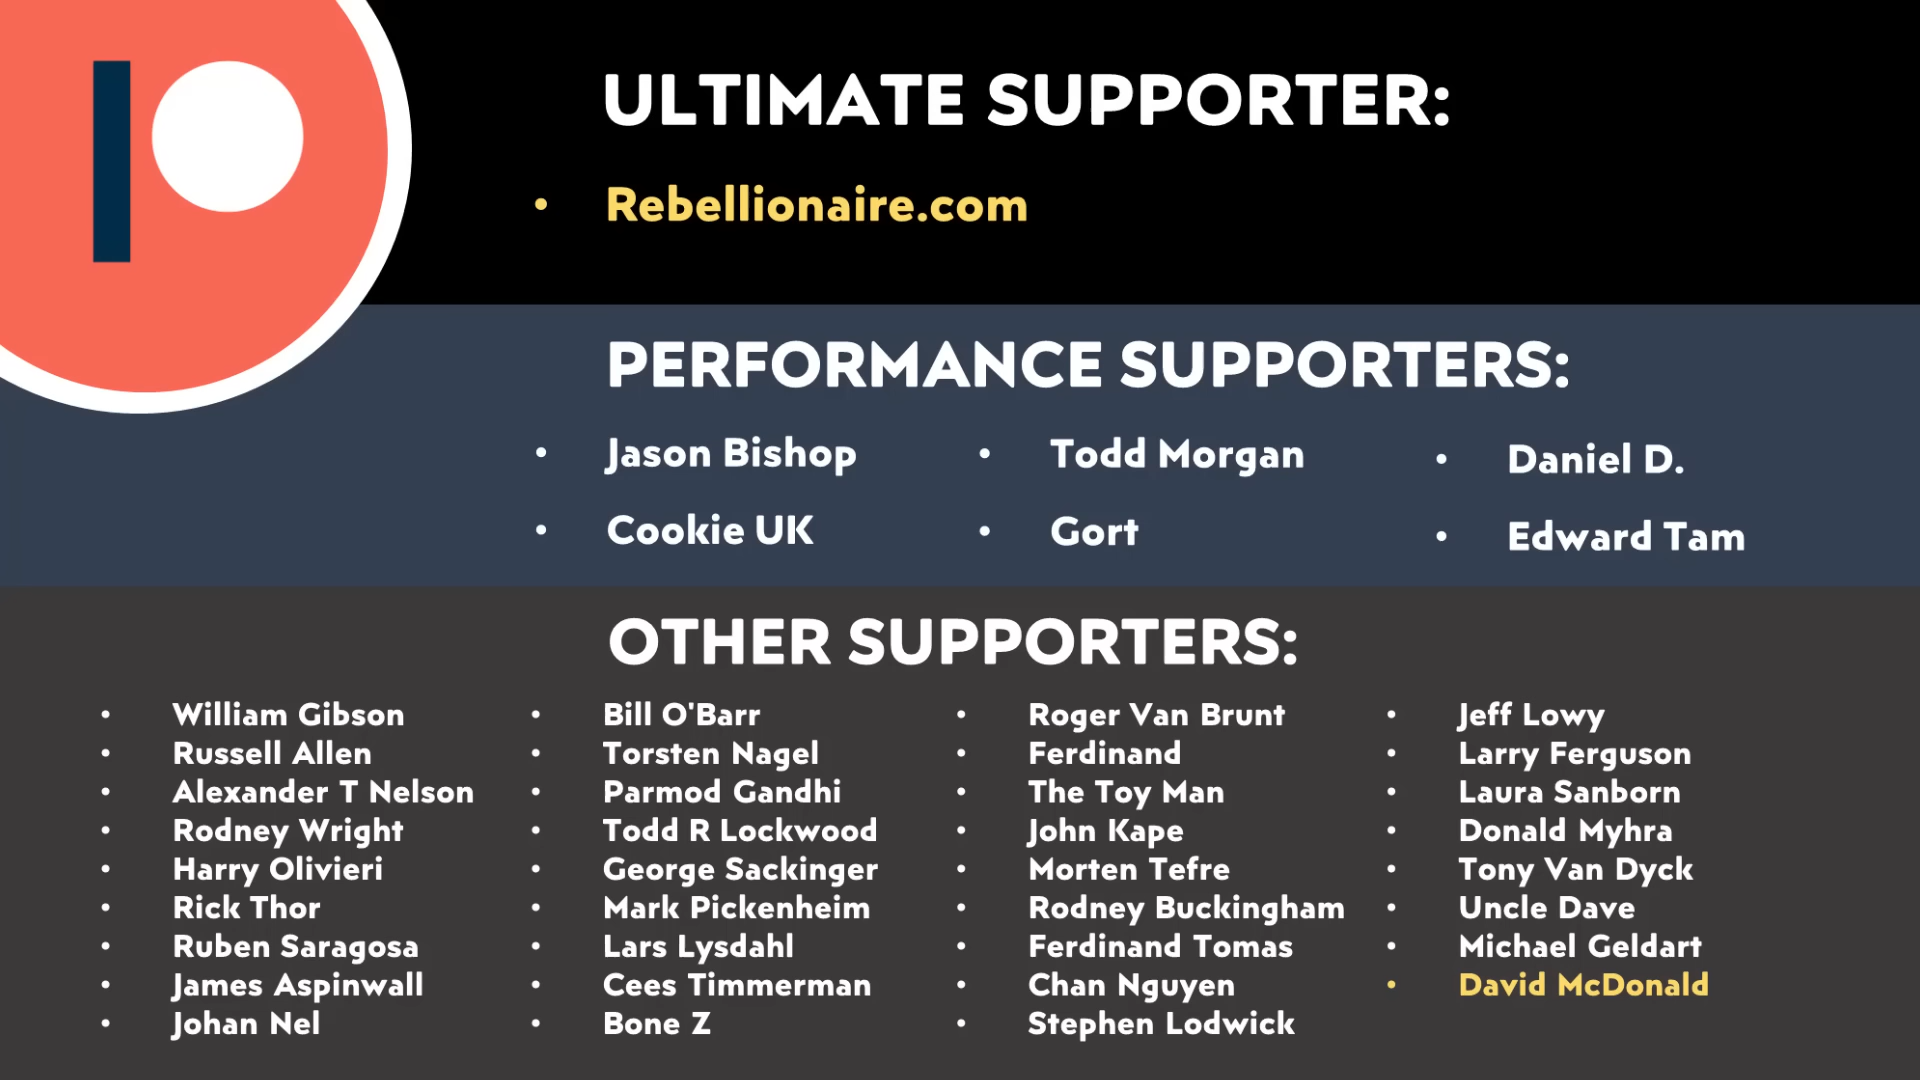 ULTIMATE SUPPORTER:
• Rebellionaire.com
PERFORMANCE SUPPORTERS:
• Jason Bishop
• Cookie UK
• Todd Morgan
• Gort
• Daniel D.
• Edward Tam
OTHER SUPPORTERS:
• William Gibson
• Russell Allen
• Alexander T Nelson
• Rodney Wright
• Harry Olivieri
• Rick Thor
• Ruben Saragosa
• James Aspinwall
• Johan Nel
• Bill O'Barr
• Torsten Nagel
• Parmod Gandhi
• Todd R Lockwood
• George Sackinger
• Mark Pickenheim
• Lars Lysdahl
• Cees Timmerman
• Bone Z
• Roger Van Brunt
• Ferdinand
• The Toy Man
• John Kape
• Morten Tefre
• Rodney Buckingham
• Ferdinand Tomas
• Chan Nguyen
• Stephen Lodwick
• Jeff Lowy
• Larry Ferguson
• Laura Sanborn
• Donald Myhra
• Tony Van Dyck
• Uncle Dave
• Michael Geldart
• David McDonald